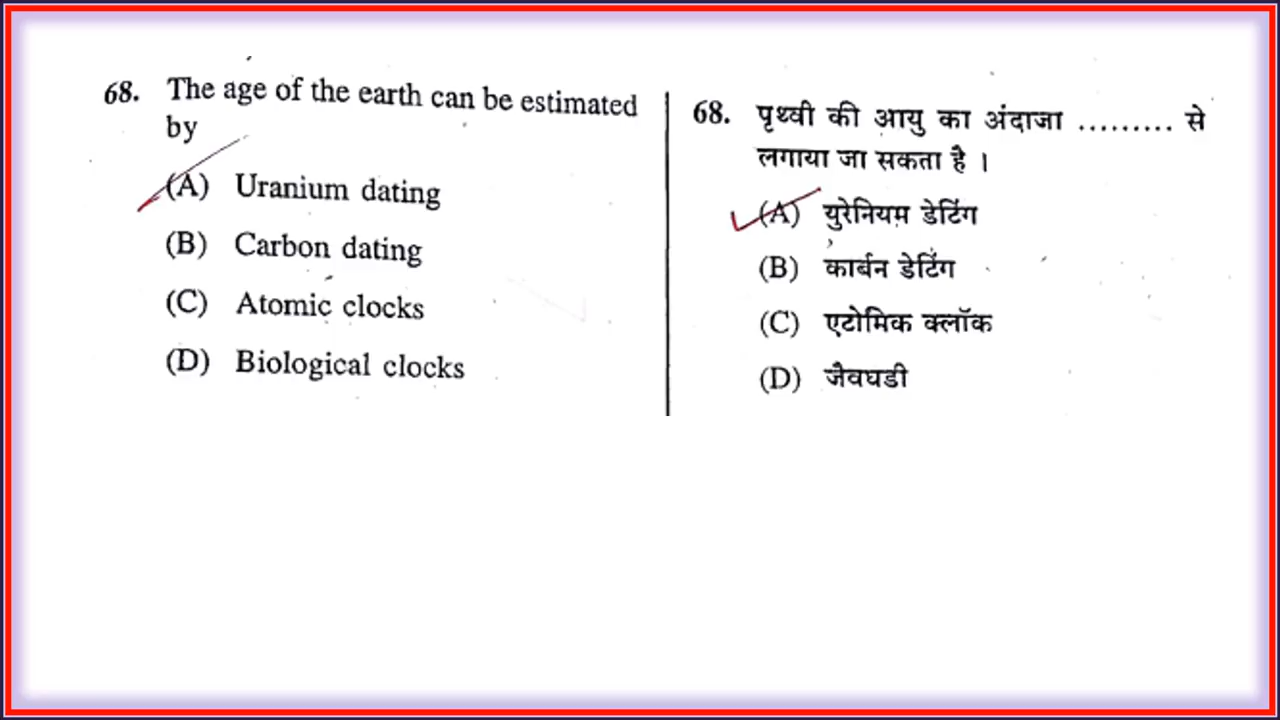 68. The age of the earth can be estimated
by
(A) Uranium dating
(B) Carbon dating
(C) Atomic clocks
(D) Biological clocks
68. पृथ्वी की आयु का अंदाजा ......... से
लगाया जा सकता है ।
(A) युरेनियम डेटिंग
(B) कार्बन डेटिंग
(C) एटोमिक क्लॉक
(D) जैवघडी